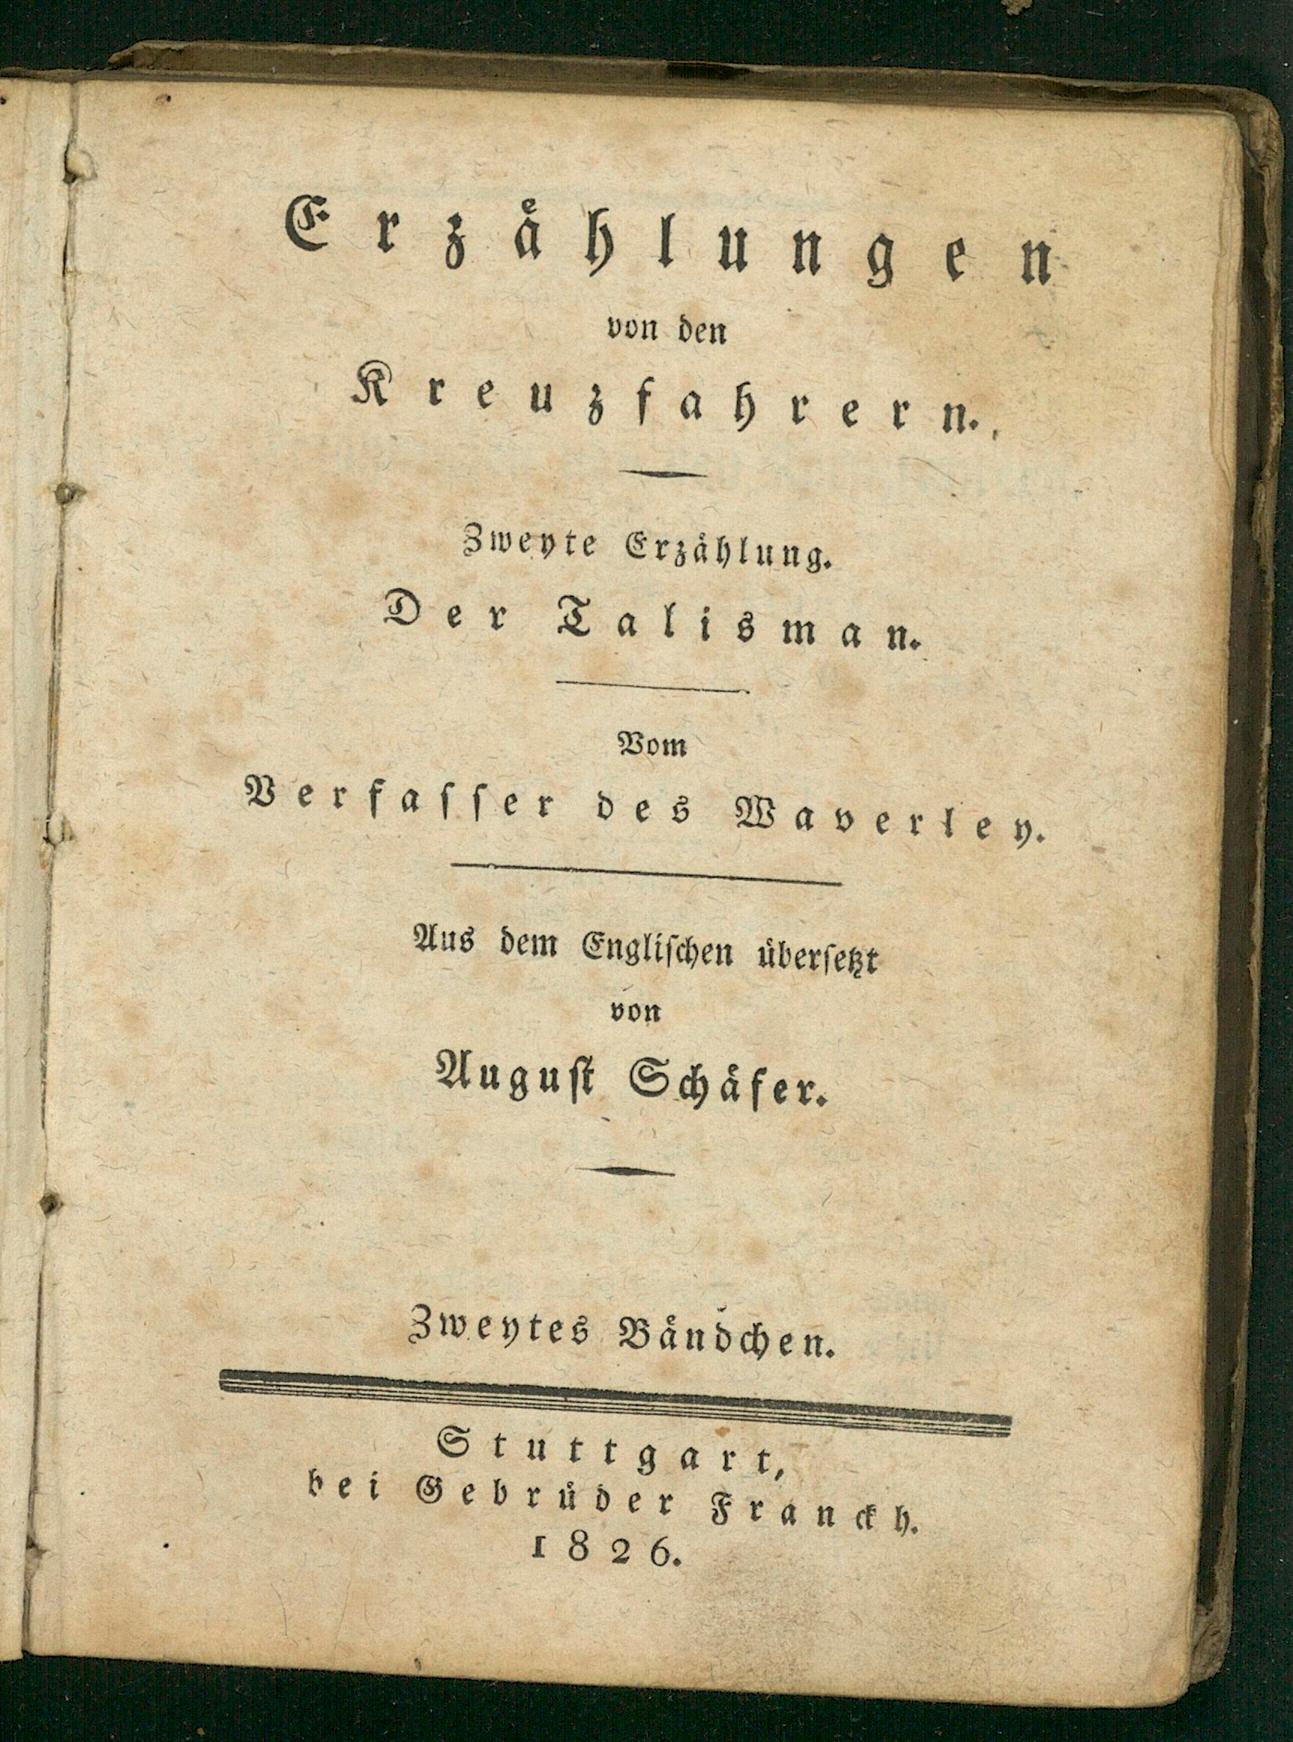 Erzählungen
von den
Kreuzfahrern.
Zweyte Erzählung.
Der Talisman.
Vom
Verfaſſer des Waverley.
Aus dem Engliſchen überſetzt
von
Auguſt Schäfer.
Zweytes Bändchen.
Stuttgart,
bei Gebrüder Franckh.
1826.